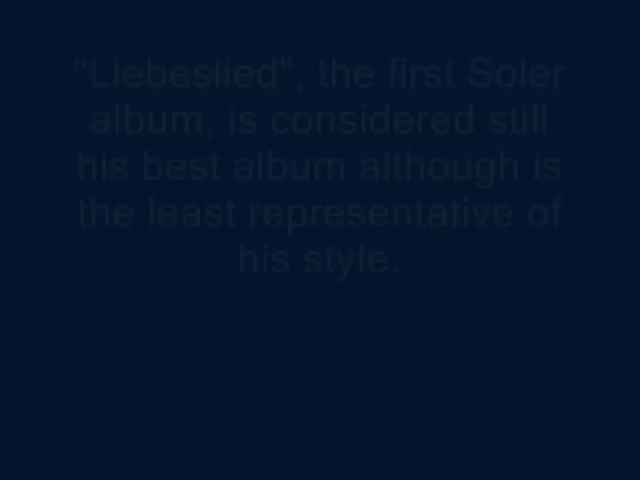 "Liebeslied", the first Soler
album, is considered still
his best album although is
the least representative of
his style.